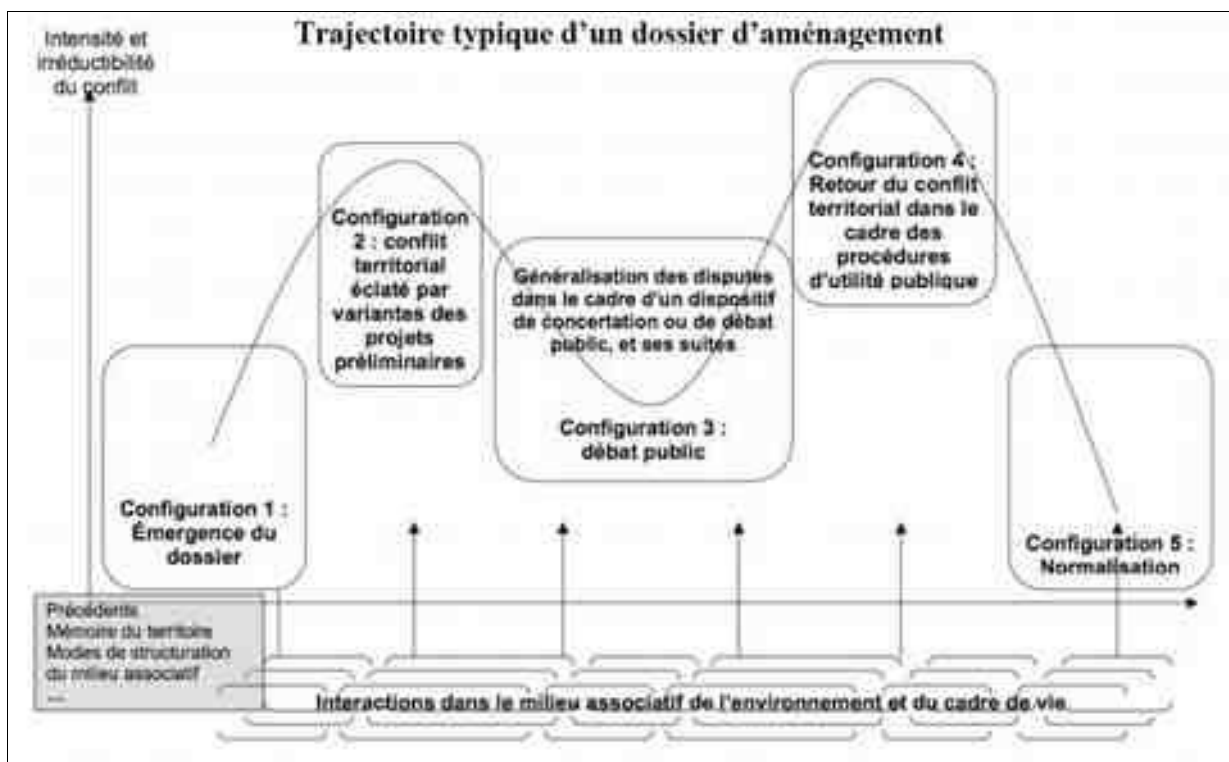 Trajectoire typique d'un dossier d'aménagement
Intensité et
irréductibilité
du conflit
Configuration 1 :
Émergence du
dossier
Configuration
2 : conflit
territorial
éclaté par
variantes des
projets
préliminaires
Généralisation des disputes
dans le cadre d'un dispositif
de concertation ou de débat
public, et ses suites
Configuration 3 :
débat public
Configuration 4 :
Retour du conflit
territorial dans le
cadre des
procédures
d'utilité publique
Configuration 5 :
Normalisation
Précédents
Mémoire du territoire
Modes de structuration
du milieu associatif
...
Interactions dans le milieu associatif de l'environnement et du cadre de vie